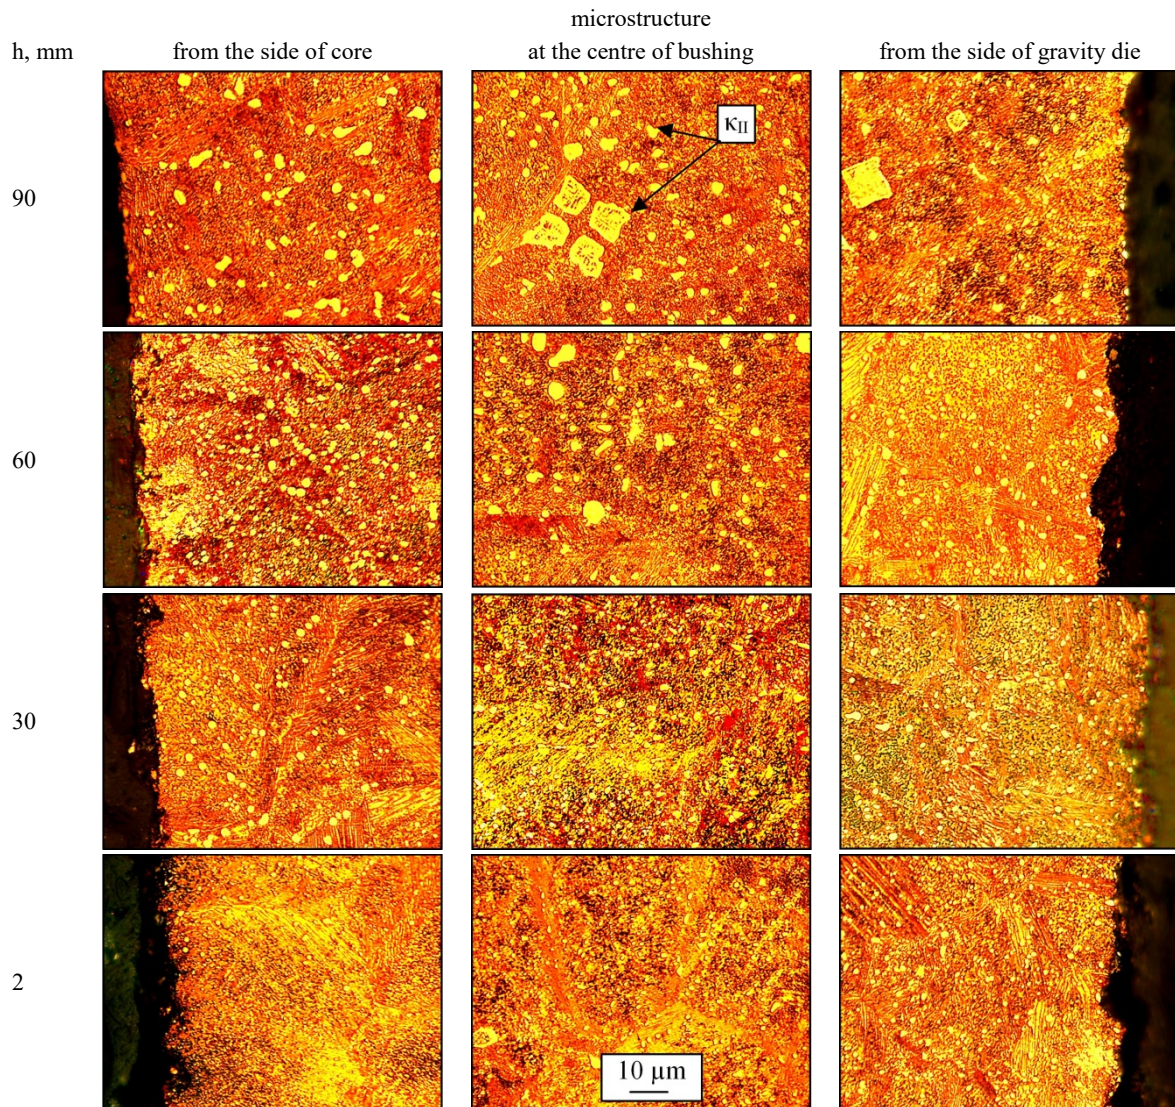 microstructure
h, mm from the side of core at the centre of bushing from the side of gravity die
κII
90
60
30
2
10 µm